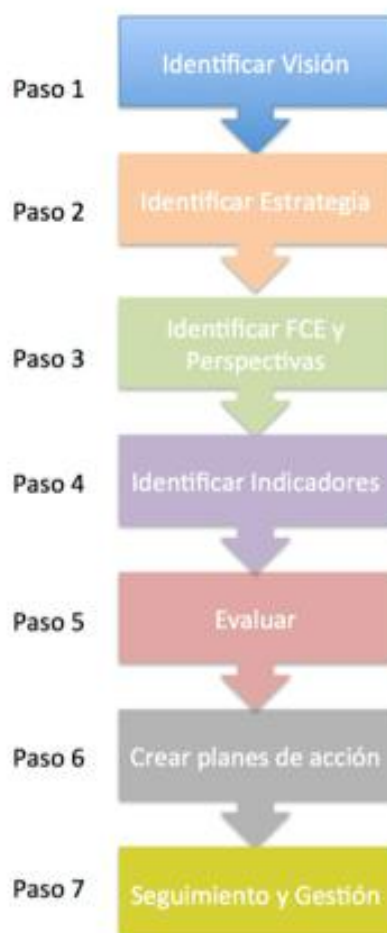 Paso 1
Identificar Visión
Paso 2
Identificar Estrategia
Paso 3
Identificar FCE y
Perspectivas
Paso 4
Identificar Indicadores
Paso 5
Evaluar
Paso 6
Crear planes de acción
Paso 7
Seguimiento y Gestión